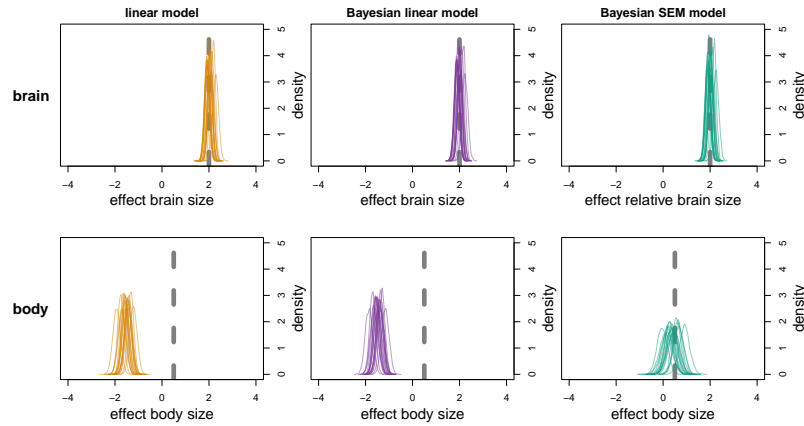 linear model
Bayesian linear model
Bayesian SEM model
brain
0 1 2 3 4 5
density
−4 −2 0 2 4
effect brain size
0 1 2 3 4 5
density
−4 −2 0 2 4
effect brain size
0 1 2 3 4 5
density
−4 −2 0 2 4
effect relative brain size
body
0 1 2 3 4 5
density
−4 −2 0 2 4
effect body size
0 1 2 3 4 5
density
−4 −2 0 2 4
effect body size
0 1 2 3 4 5
density
−4 −2 0 2 4
effect body size